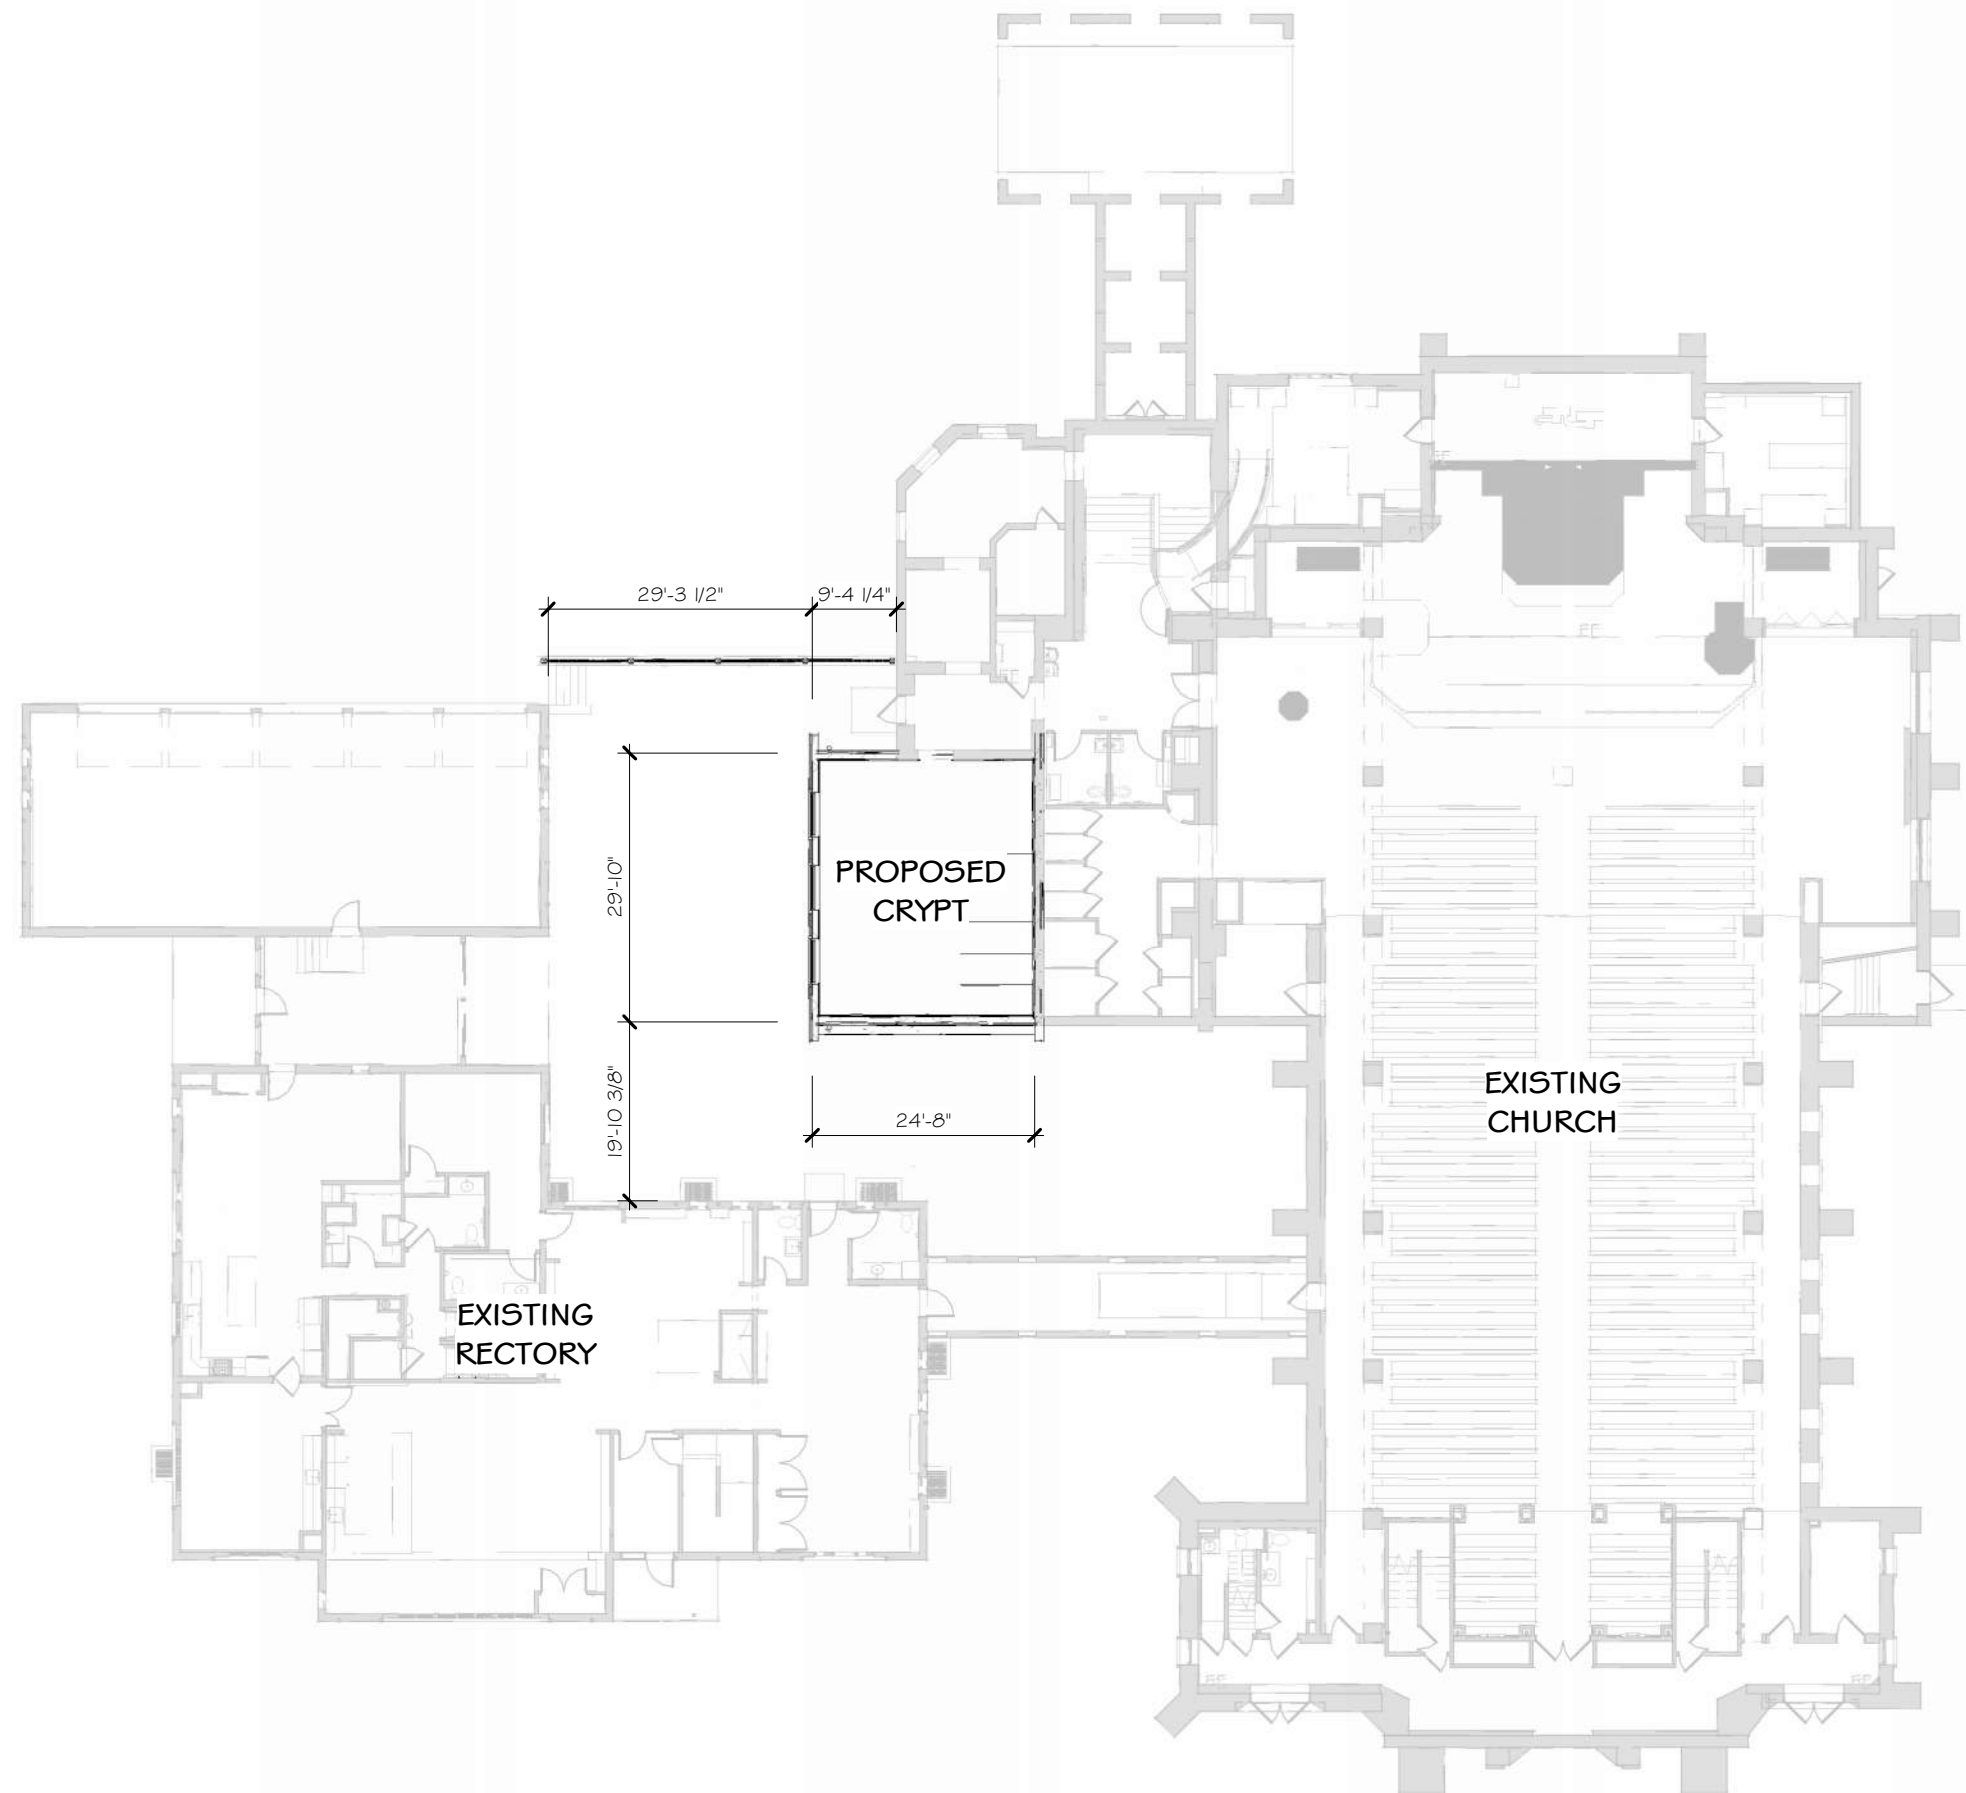 29'-3 1/2"
9'-4 1/4"
29'-10"
PROPOSED
CRYPT
19'-10 3/8"
24'-8"
EXISTING
CHURCH
EXISTING
RECTORY